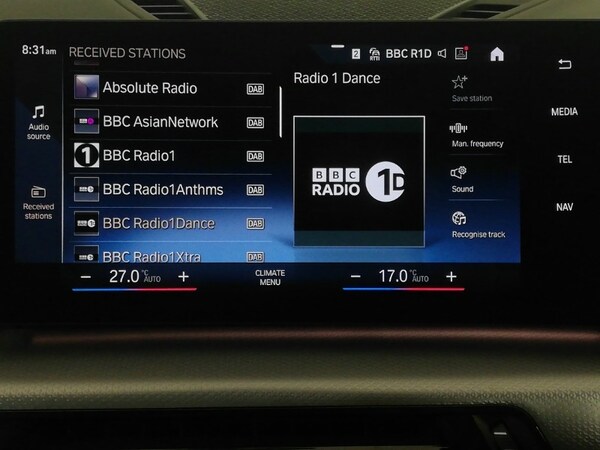 8:31am RECEIVED STATIONS 2 BBC R1D
Absolute Radio DAB
BBC AsianNetwork DAB
BBC Radio1 DAB
BBC Radio1Anthms DAB
BBC Radio1Dance DAB
BBC Radio1Xtra DAB
Audio
source
Received
stations
Radio 1 Dance
BBC
RADIO 1D
Save station
Man. frequency
Sound
Recognise track
MEDIA
TEL
NAV
− 27.0 °C AUTO +
CLIMATE
MENU
− 17.0 °C AUTO +